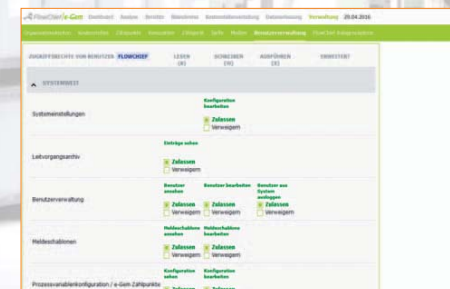 FlowChief/e-Gem Dashboard Analyse Berichte Verwaltung 29.04.2016
Benutzerverwaltung
ZUGRIFFSRECHTE VON BENUTZER FLOWCHIEF LESEN (R) SCHREIBEN (W) AUSFÜHREN (X) ERWEITERT
SYSTEMWEIT
Konfiguration bearbeiten
Systemeinstellungen
Zulassen
Verweigern
Einträge sehen
Leitvorgangsarchiv
Zulassen
Verweigern
Benutzer ansehen Benutzer bearbeiten Benutzer aus System ausloggen
Benutzerverwaltung
Zulassen Zulassen Zulassen
Verweigern Verweigern Verweigern
Meldeschablone ansehen Meldeschablone bearbeiten
Meldeschablonen
Zulassen Zulassen
Verweigern Verweigern
Konfiguration sehen Konfiguration bearbeiten
Prozessvariablenkonfiguration / e-Gem Zählpunkte
Zulassen Zulassen